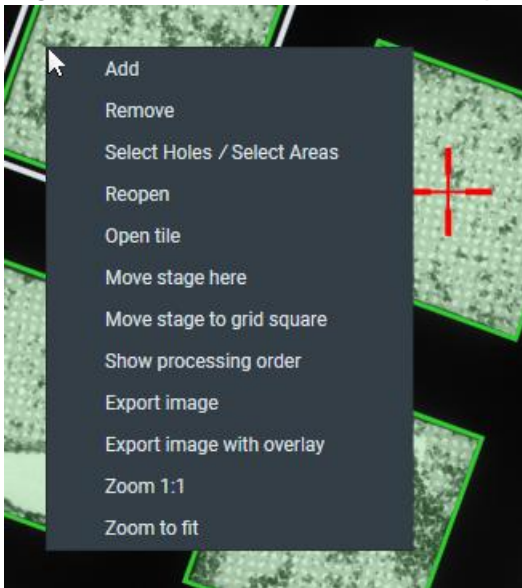 Add
Remove
Select Holes / Select Areas
Reopen
Open tile
Move stage here
Move stage to grid square
Show processing order
Export image
Export image with overlay
Zoom 1:1
Zoom to fit